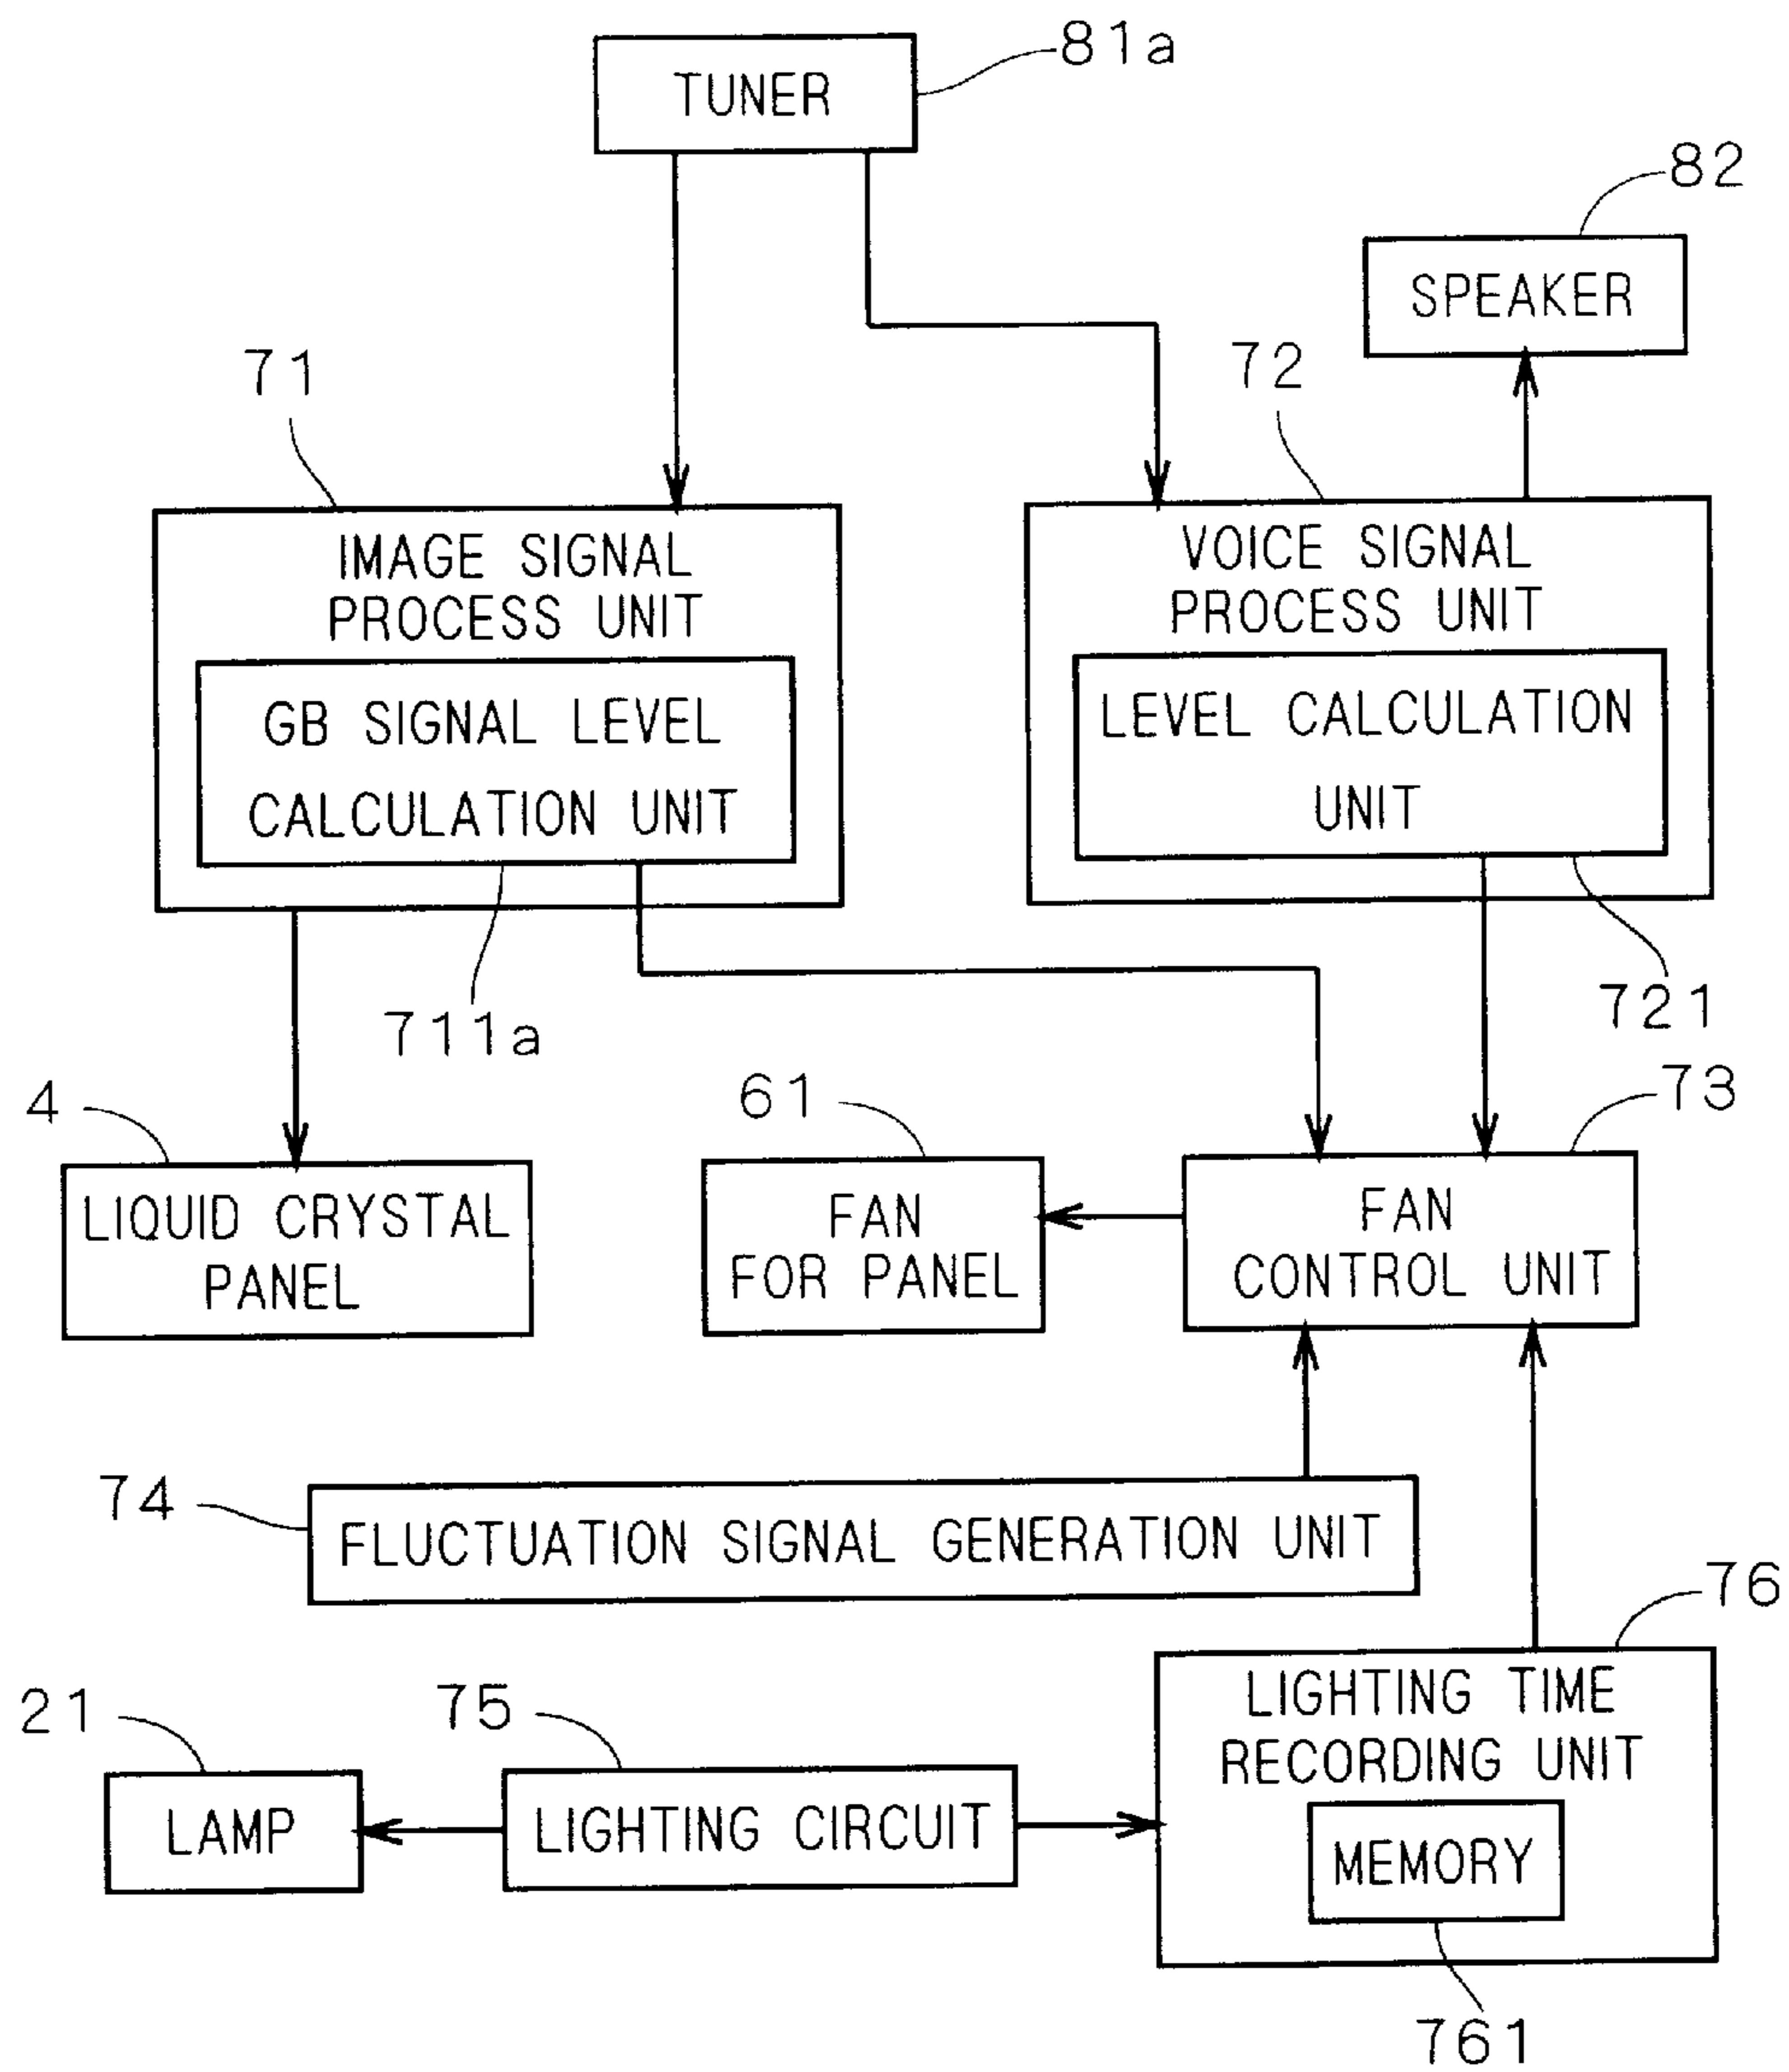 TUNER
81a
82
SPEAKER
71
72
IMAGE SIGNAL
PROCESS UNIT
GB SIGNAL LEVEL
CALCULATION UNIT
VOICE SIGNAL
PROCESS UNIT
LEVEL CALCULATION
UNIT
711a
721
4
61
73
LIQUID CRYSTAL
PANEL
FAN
FOR PANEL
FAN
CONTROL UNIT
74
FLUCTUATION SIGNAL GENERATION UNIT
76
21
75
LAMP
LIGHTING CIRCUIT
LIGHTING TIME
RECORDING UNIT
MEMORY
761